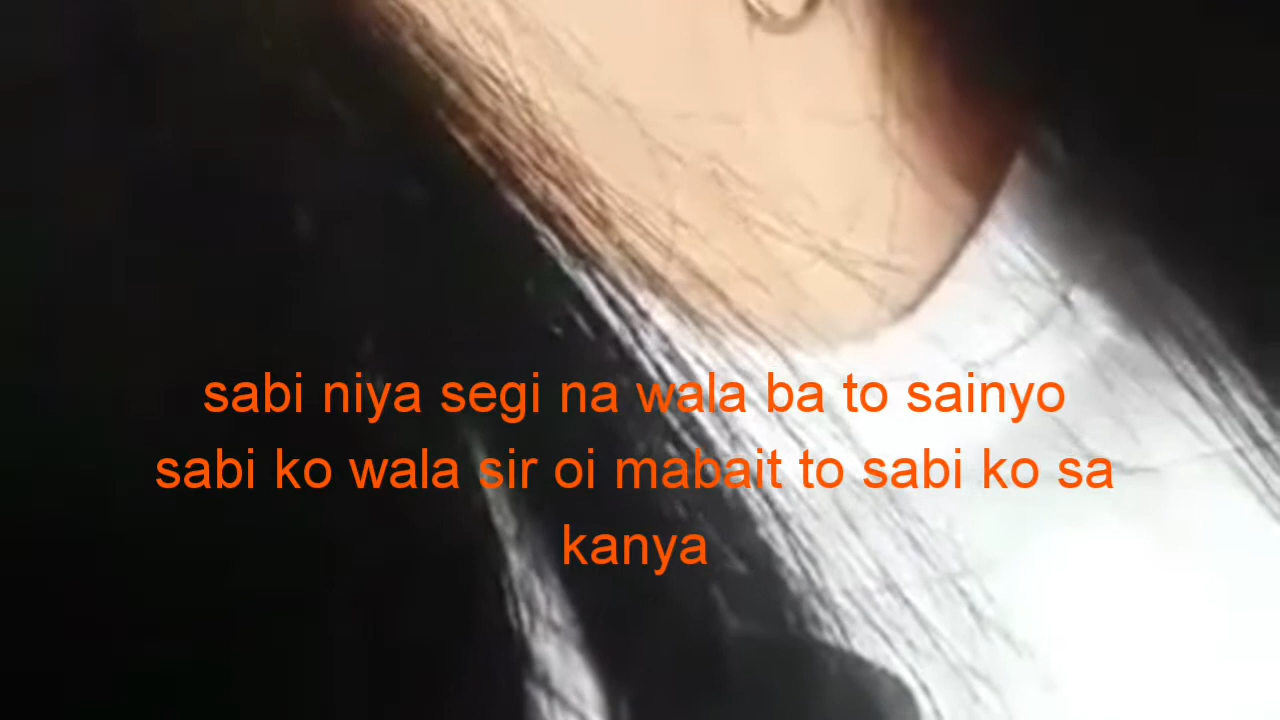 sabi niya segi na wala ba to sainyo
sabi ko wala sir oi mabait to sabi ko sa
kanya